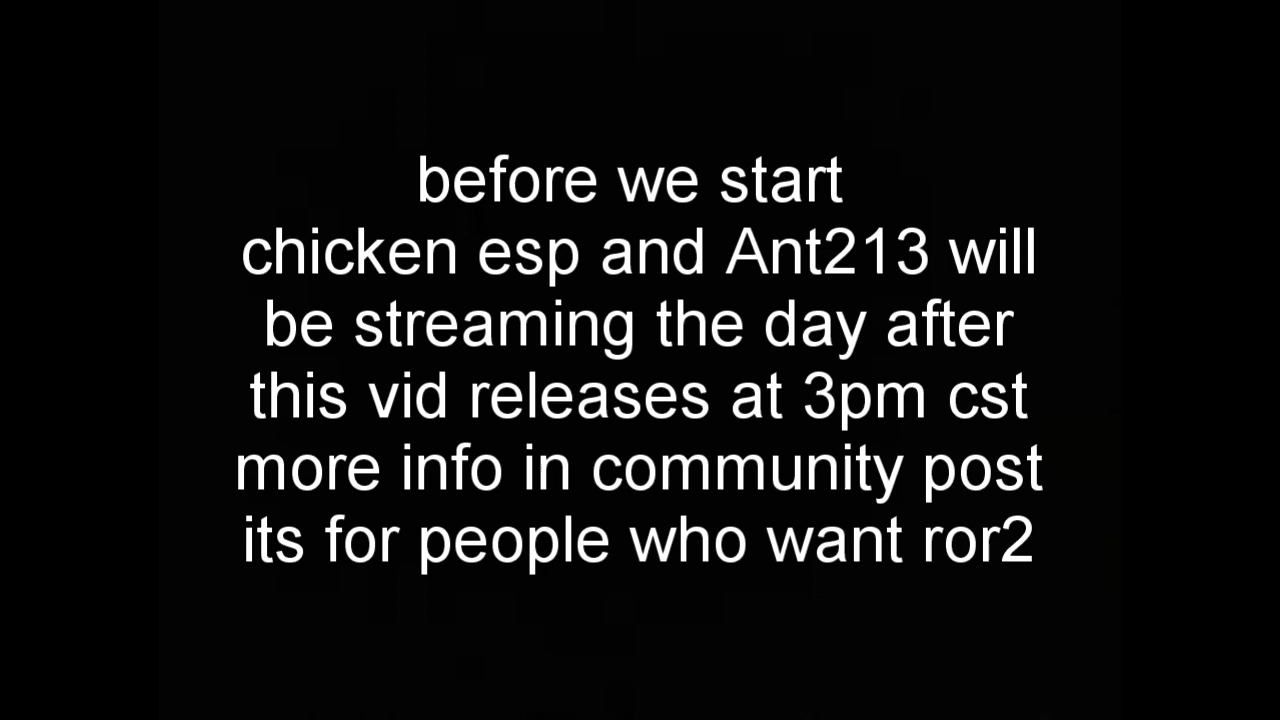 before we start
chicken esp and Ant213 will
be streaming the day after
this vid releases at 3pm cst
more info in community post
its for people who want ror2